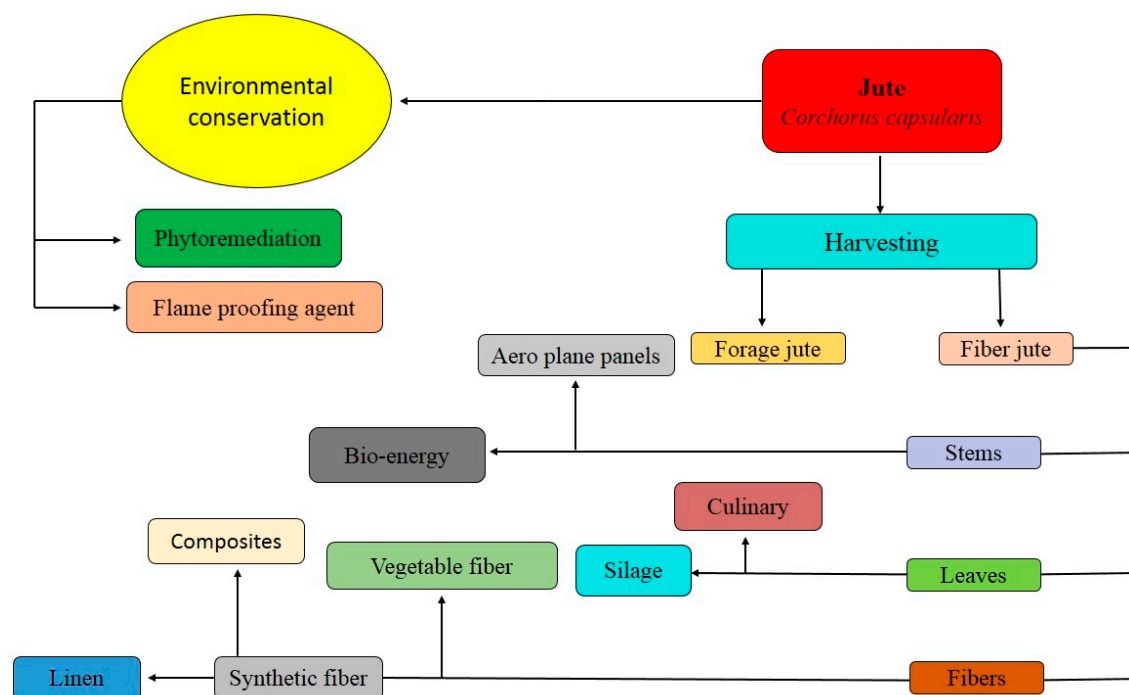 Environmental
conservation
Jute
Corchorus capsularis
Phytoremediation
Harvesting
Flame proofing agent
Aero plane panels
Forage jute
Fiber jute
Bio-energy
Stems
Culinary
Composites
Vegetable fiber
Silage
Leaves
Linen
Synthetic fiber
Fibers